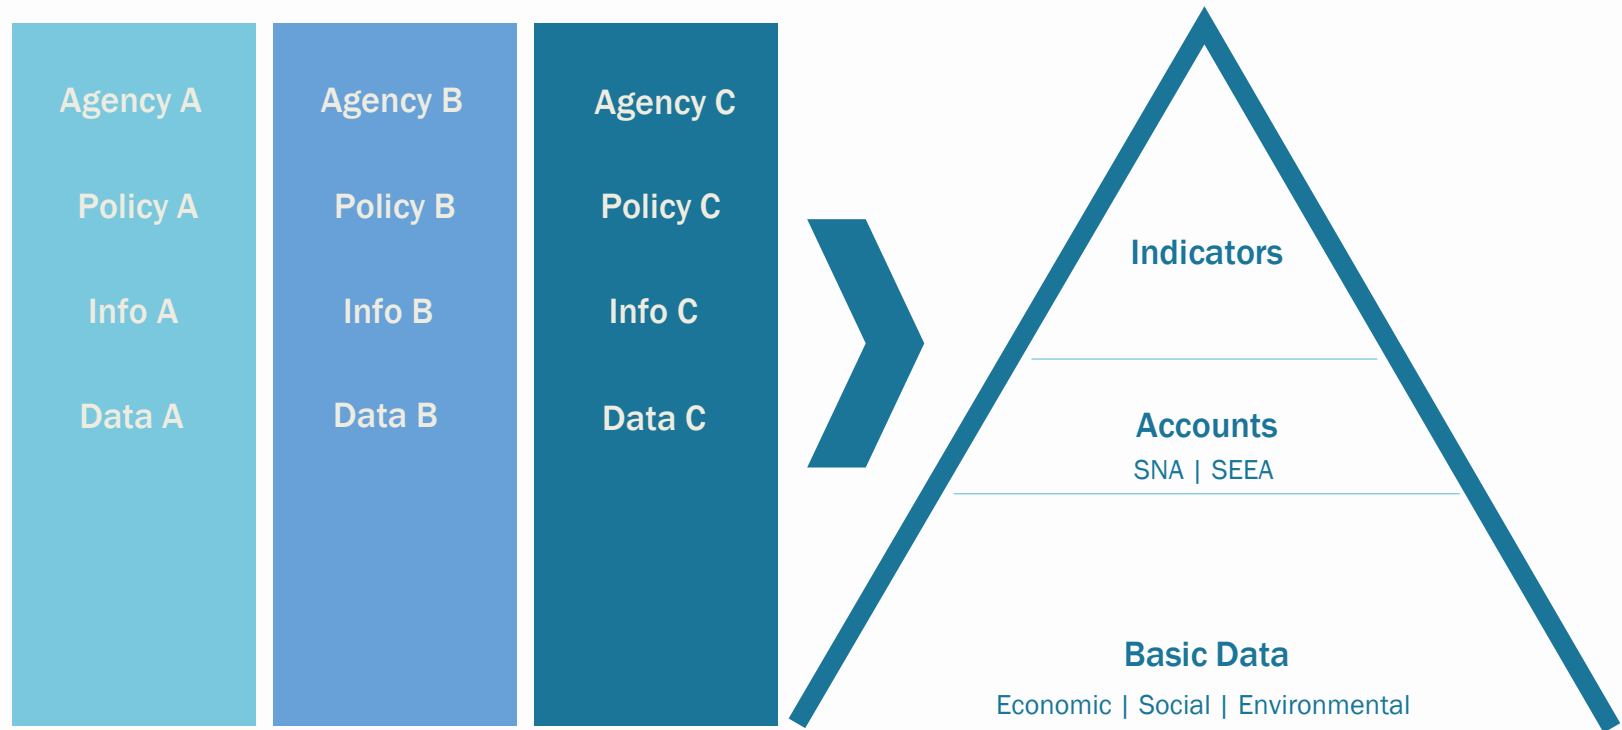 Agency A
Policy A
Info A
Data A
Agency B
Policy B
Info B
Data B
Agency C
Policy C
Info C
Data C
Indicators
Accounts
SNA | SEEA
Basic Data
Economic | Social | Environmental